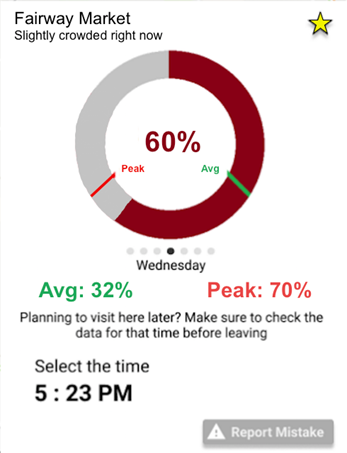 Fairway Market
Slightly crowded right now
60%
Peak
Avg
Wednesday
Avg: 32%
Peak: 70%
Planning to visit here later? Make sure to check the
data for that time before leaving
Select the time
5 : 23 PM
Report Mistake